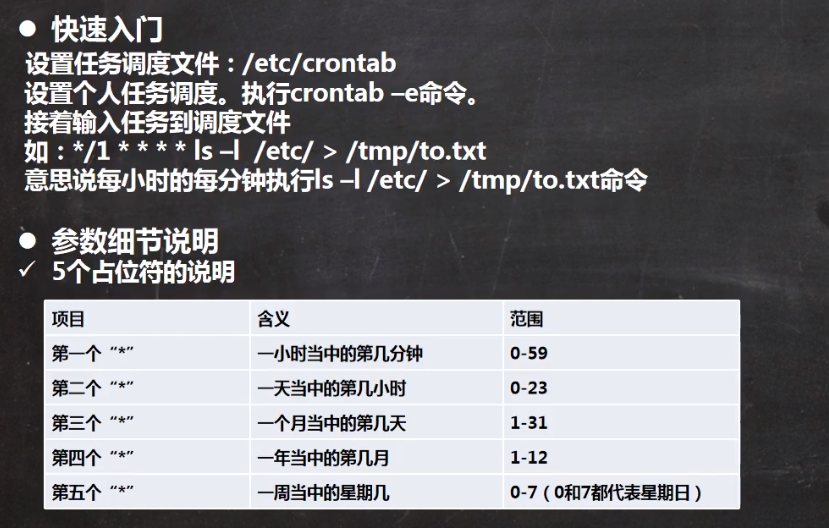 ● 快速入门
设置任务调度文件：/etc/crontab
设置个人任务调度。执行crontab –e命令。
接着输入任务到调度文件
如：*/1 * * * * ls –l /etc/ > /tmp/to.txt
意思说每小时的每分钟执行ls –l /etc/ > /tmp/to.txt命令
● 参数细节说明
✓ 5个占位符的说明
项目 含义 范围
第一个 “*” 一小时当中的第几分钟 0-59
第二个 “*” 一天当中的第几小时 0-23
第三个 “*” 一个月当中的第几天 1-31
第四个 “*” 一年当中的第几月 1-12
第五个 “*” 一周当中的星期几 0-7（0和7都代表星期日）